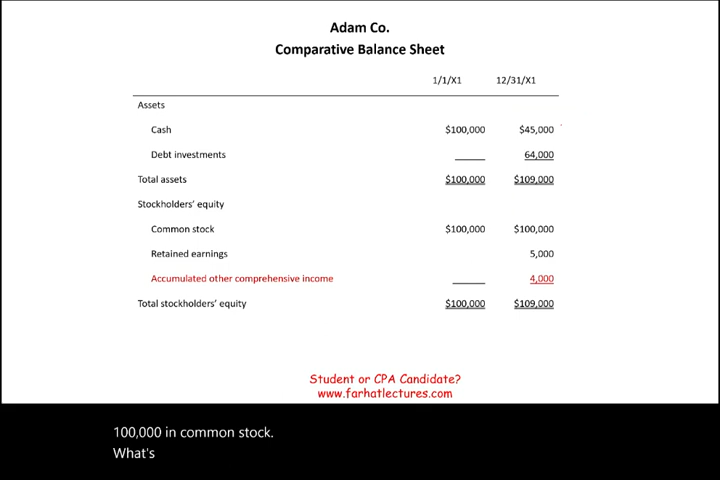 Adam Co.
Comparative Balance Sheet
1/1/X1 12/31/X1
Assets
Cash $100,000 $45,000
Debt investments 64,000
Total assets $100,000 $109,000
Stockholders' equity
Common stock $100,000 $100,000
Retained earnings 5,000
Accumulated other comprehensive income 4,000
Total stockholders' equity $100,000 $109,000
Student or CPA Candidate?
www.farhatlectures.com
100,000 in common stock.
What's